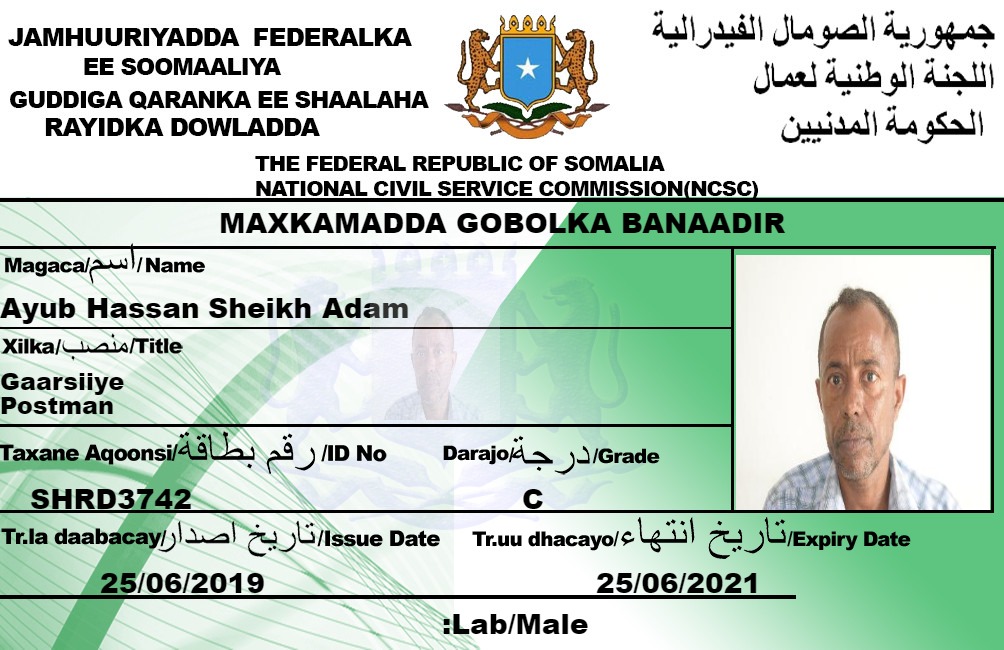 JAMHUURIYADDA FEDERALKA
EE SOOMAALIYA
GUDDIGA QARANKA EE SHAALAHA
RAYIDKA DOWLADDA
جمهورية الصومال الفيدرالية
اللجنة الوطنية لعمال
الحكومة المدنيين
THE FEDERAL REPUBLIC OF SOMALIA
NATIONAL CIVIL SERVICE COMMISSION(NCSC)
MAXKAMADDA GOBOLKA BANAADIR
Magaca/اسم/Name
Ayub Hassan Sheikh Adam
Xilka/منصب/Title
Gaarsiiye
Postman
Taxane Aqoonsi/رقم بطاقة/ID No
SHRD3742
Darajo/درجة/Grade
C
Tr.la daabacay/تاريخ اصدار/Issue Date
25/06/2019
Tr.uu dhacayo/تاريخ انتهاء/Expiry Date
25/06/2021
:Lab/Male